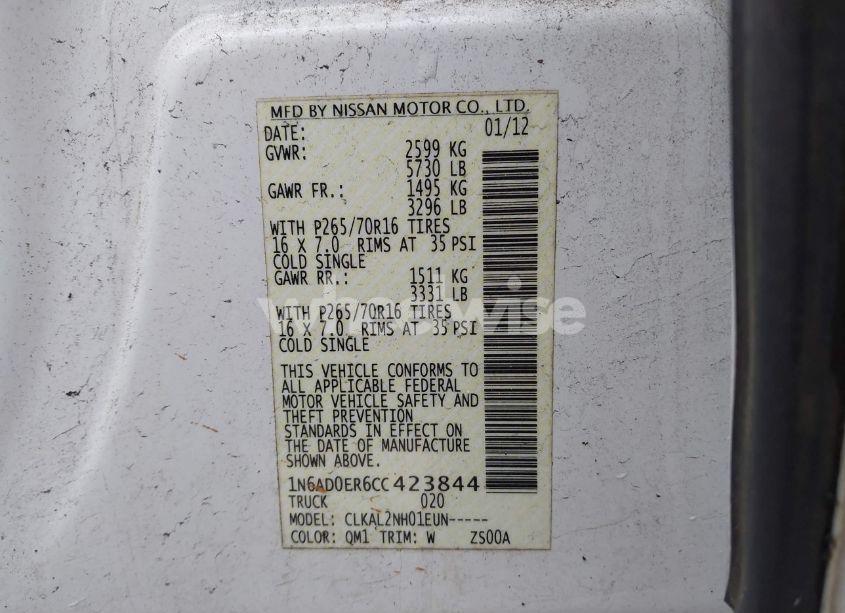 MFD BY NISSAN MOTOR CO., LTD.
DATE: 01/12
GVWR: 2599 KG
5730 LB
GAWR FR.: 1495 KG
3296 LB
WITH P265/70R16 TIRES
16 X 7.0 RIMS AT 35 PSI
COLD SINGLE
GAWR RR.: 1511 KG
3331 LB
WITH P265/70R16 TIRES
16 X 7.0 RIMS AT 35 PSI
COLD SINGLE
THIS VEHICLE CONFORMS TO
ALL APPLICABLE FEDERAL
MOTOR VEHICLE SAFETY AND
THEFT PREVENTION
STANDARDS IN EFFECT ON
THE DATE OF MANUFACTURE
SHOWN ABOVE.
1N6AD0ER6CC423844
TRUCK 020
MODEL: CLKAL2NH01EUN-----
COLOR: QM1 TRIM: W ZS00A
wheelwise